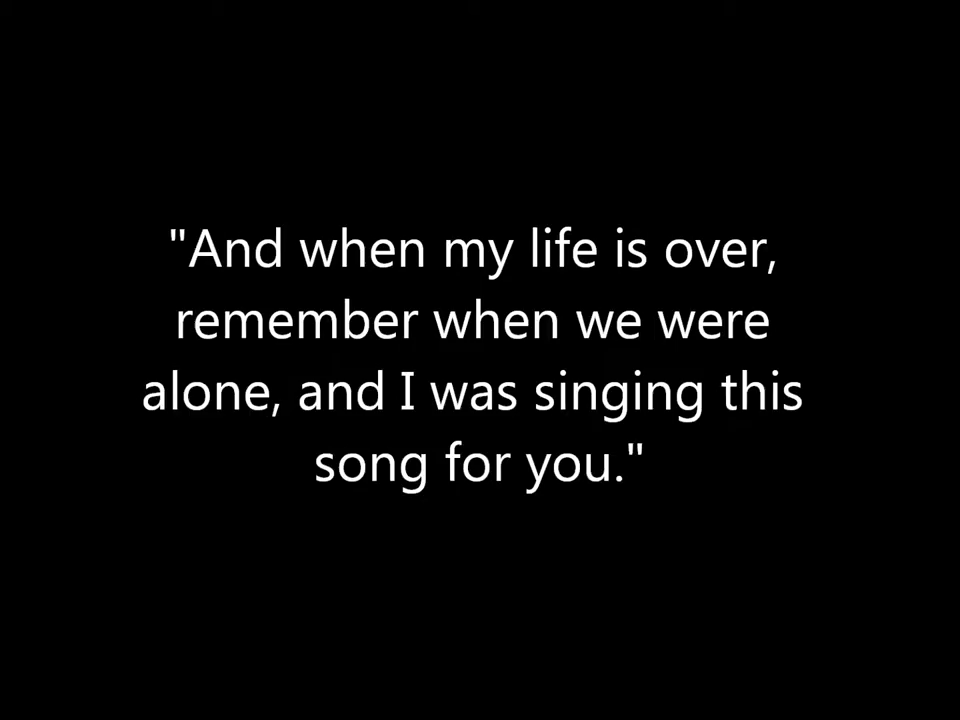 "And when my life is over,
remember when we were
alone, and I was singing this
song for you."